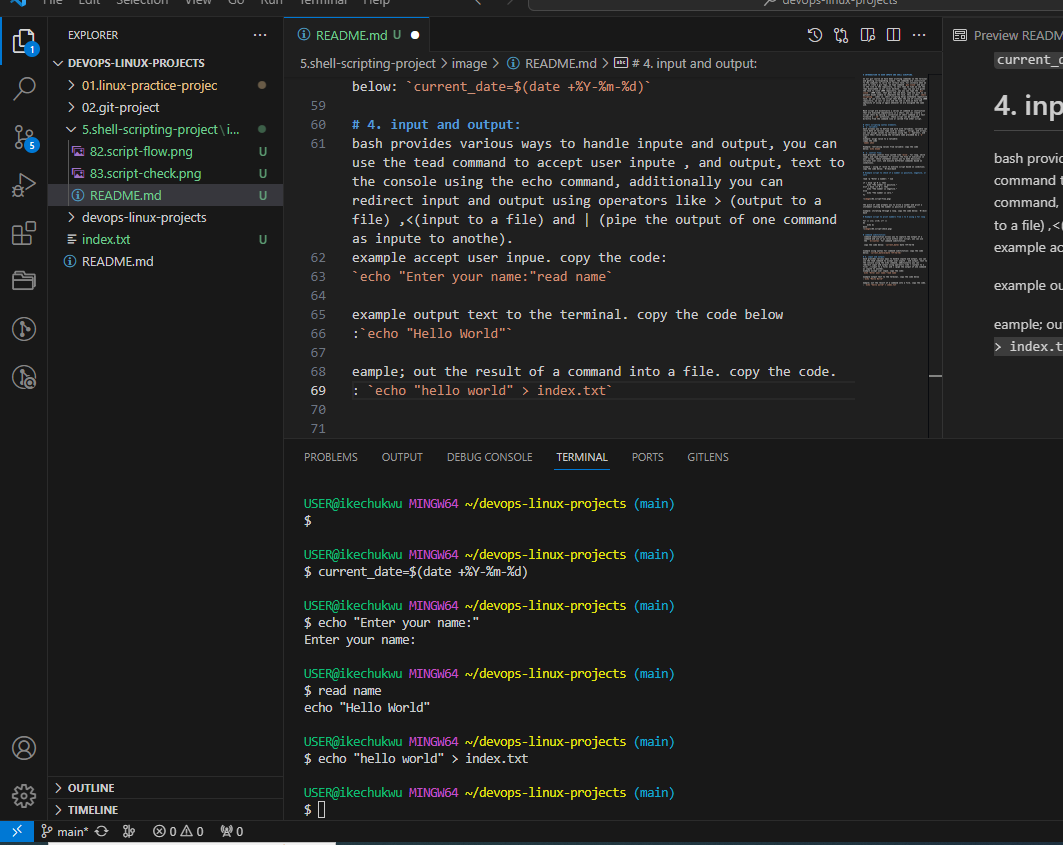 File Edit Selection View Go Run Terminal Help
devops-linux-projects
EXPLORER
DEVOPS-LINUX-PROJECTS
01.linux-practice-projec
02.git-project
5.shell-scripting-project\i...
82.script-flow.png U
83.script-check.png U
README.md U
devops-linux-projects
index.txt U
README.md
OUTLINE
TIMELINE
1
5
README.md U
5.shell-scripting-project > image > README.md > # 4. input and output:
below: `current_date=$(date +%Y-%m-%d)`
59
60 # 4. input and output:
61 bash provides various ways to handle inpute and output, you can
use the tead command to accept user inpute , and output, text to
the console using the echo command, additionally you can
redirect input and output using operators like > (output to a
file) ,<(input to a file) and | (pipe the output of one command
as inpute to anothe).
62 example accept user inpue. copy the code:
63 `echo "Enter your name:"read name`
64
65 example output text to the terminal. copy the code below
66 :`echo "Hello World"`
67
68 eample; out the result of a command into a file. copy the code.
69 : `echo "hello world" > index.txt`
70
71
Preview READM
current_d
4. inp
bash provid
command t
command,
to a file) ,<(
example ac
example ou
eample; ou
> index.t
PROBLEMS OUTPUT DEBUG CONSOLE TERMINAL PORTS GITLENS
USER@ikechukwu MINGW64 ~/devops-linux-projects (main)
$
USER@ikechukwu MINGW64 ~/devops-linux-projects (main)
$ current_date=$(date +%Y-%m-%d)
USER@ikechukwu MINGW64 ~/devops-linux-projects (main)
$ echo "Enter your name:"
Enter your name:
USER@ikechukwu MINGW64 ~/devops-linux-projects (main)
$ read name
echo "Hello World"
USER@ikechukwu MINGW64 ~/devops-linux-projects (main)
$ echo "hello world" > index.txt
USER@ikechukwu MINGW64 ~/devops-linux-projects (main)
$
main* 0 0 0